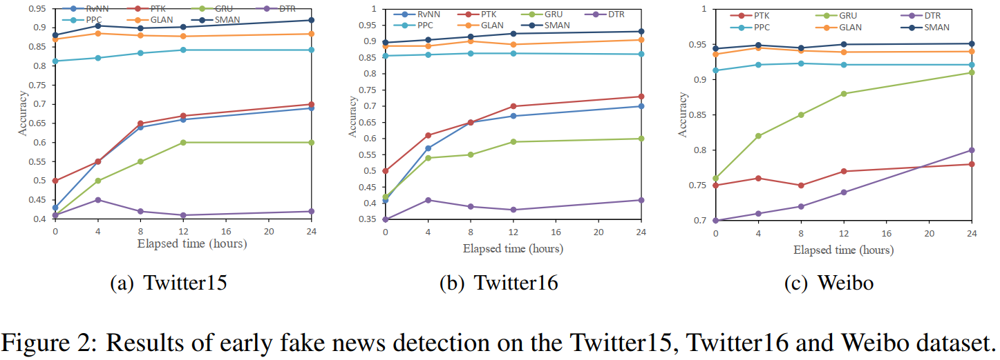 RvNN PTK GRU DTR
PPC GLAN SMAN
0.95
0.9
0.85
0.8
0.75
0.7
0.65
0.6
0.55
0.5
0.45
0.4
Accuracy
0 4 8 12 16 20 24
Elapsed time (hours)
(a) Twitter15
RvNN PTK GRU DTR
PPC GLAN SMAN
1
0.95
0.9
0.85
0.8
0.75
0.7
0.65
0.6
0.55
0.5
0.45
0.4
0.35
Accuracy
0 4 8 12 16 20 24
Elapsed time (hours)
(b) Twitter16
PTK GRU DTR
PPC GLAN SMAN
1
0.95
0.9
0.85
0.8
0.75
0.7
Accuracy
0 4 8 12 16 20 24
Elapsed time (hours)
(c) Weibo
Figure 2: Results of early fake news detection on the Twitter15, Twitter16 and Weibo dataset.